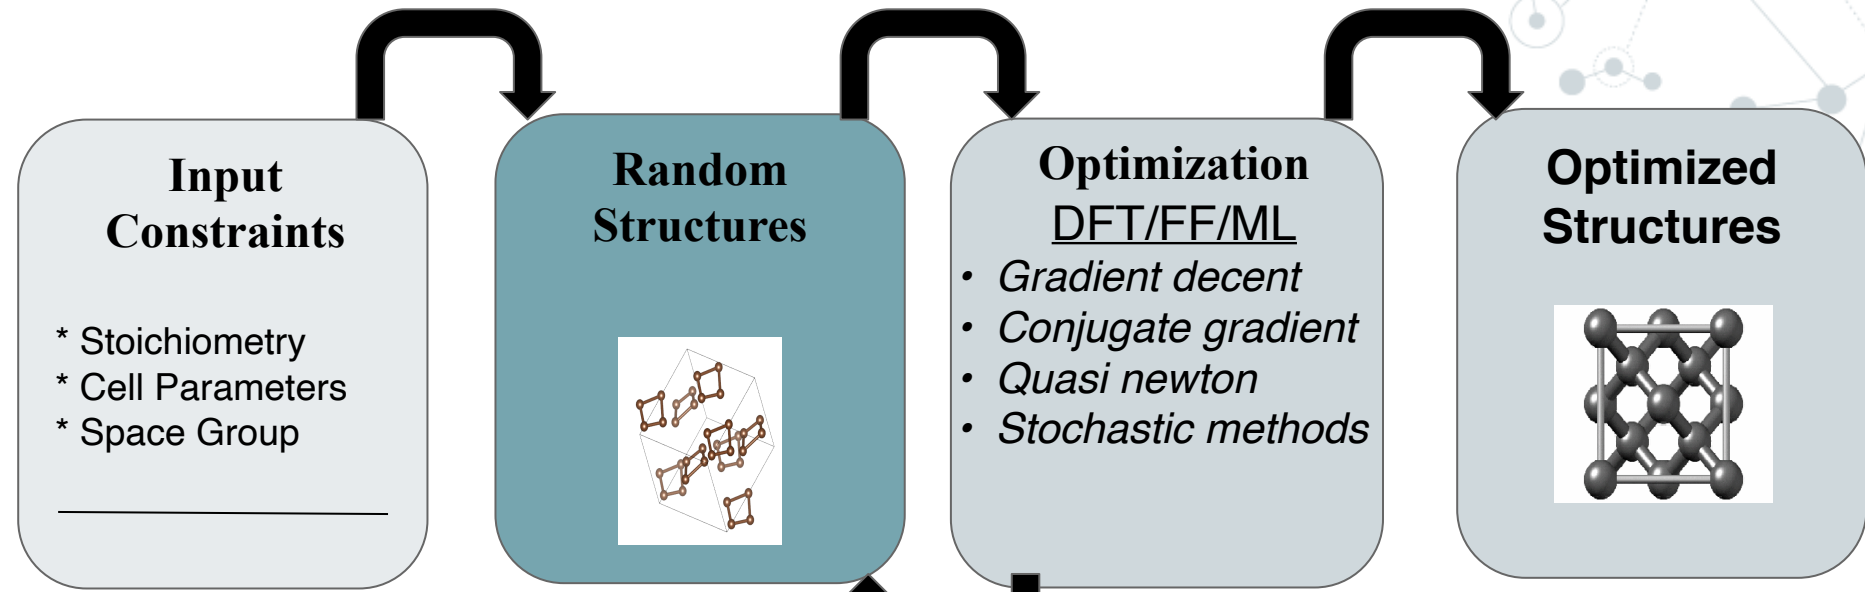 Input
Constraints
* Stoichiometry
* Cell Parameters
* Space Group
Random
Structures
Optimization
DFT/FF/ML
• Gradient decent
• Conjugate gradient
• Quasi newton
• Stochastic methods
Optimized
Structures